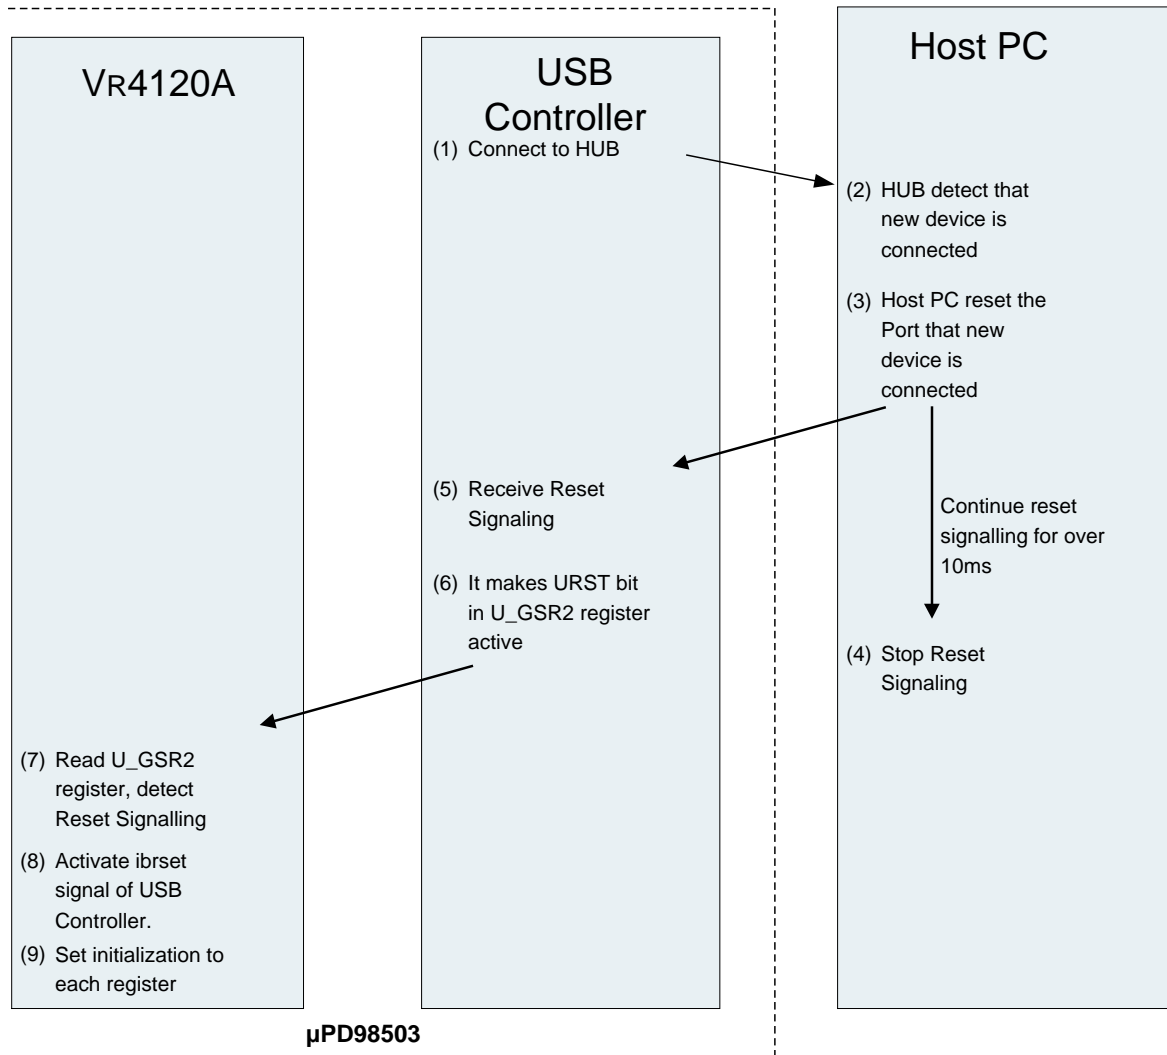 VR4120A
USB
Controller
Host PC
(1) Connect to HUB
(2) HUB detect that
new device is
connected
(3) Host PC reset the
Port that new
device is
connected
Continue reset
signalling for over
10ms
(4) Stop Reset
Signaling
(5) Receive Reset
Signaling
(6) It makes URST bit
in U_GSR2 register
active
(7) Read U_GSR2
register, detect
Reset Signalling
(8) Activate ibrset
signal of USB
Controller.
(9) Set initialization to
each register
µPD98503